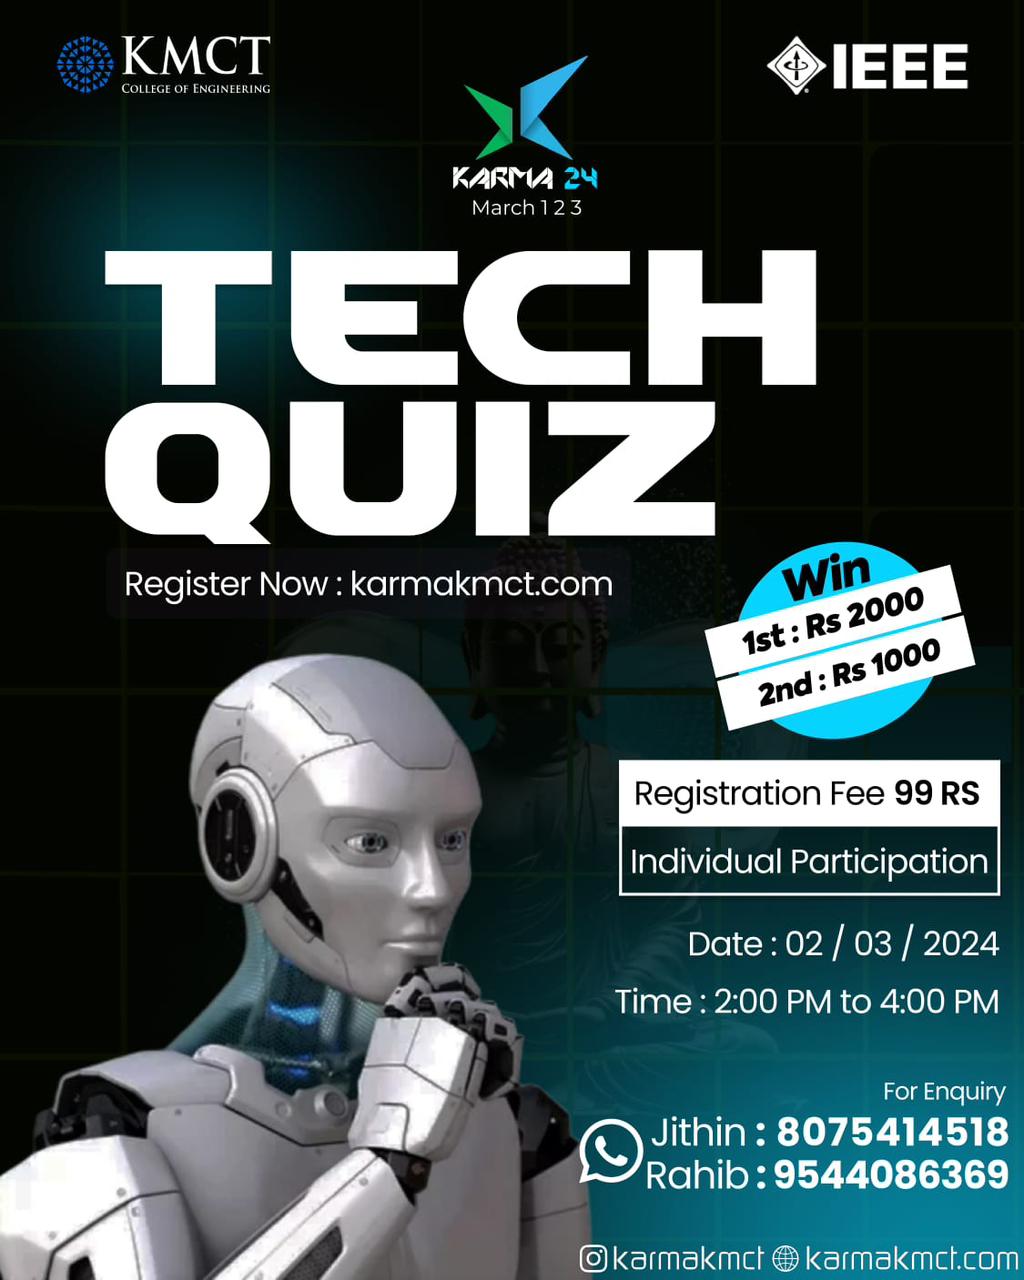 KMCT
COLLEGE OF ENGINEERING
IEEE
KARMA 24
March 1 2 3
TECH
QUIZ
Register Now : karmakmct.com
Win
1st : Rs 2000
2nd : Rs 1000
Registration Fee 99 RS
Individual Participation
Date : 02 / 03 / 2024
Time : 2:00 PM to 4:00 PM
For Enquiry
Jithin : 8075414518
Rahib : 9544086369
karmakmct karmakmct.com